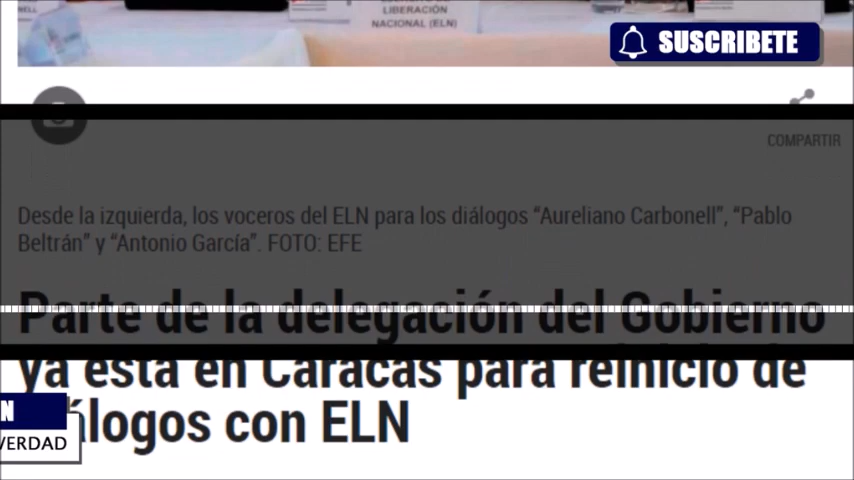 NELL
LIBERACIÓN
NACIONAL (ELN)
SUSCRIBETE
COMPARTIR
Desde la izquierda, los voceros del ELN para los diálogos “Aureliano Carbonell”, “Pablo
Beltrán” y “Antonio García”. FOTO: EFE
Parte de la delegación del Gobierno
ya está en Caracas para reinicio de
álogos con ELN
N
VERDAD